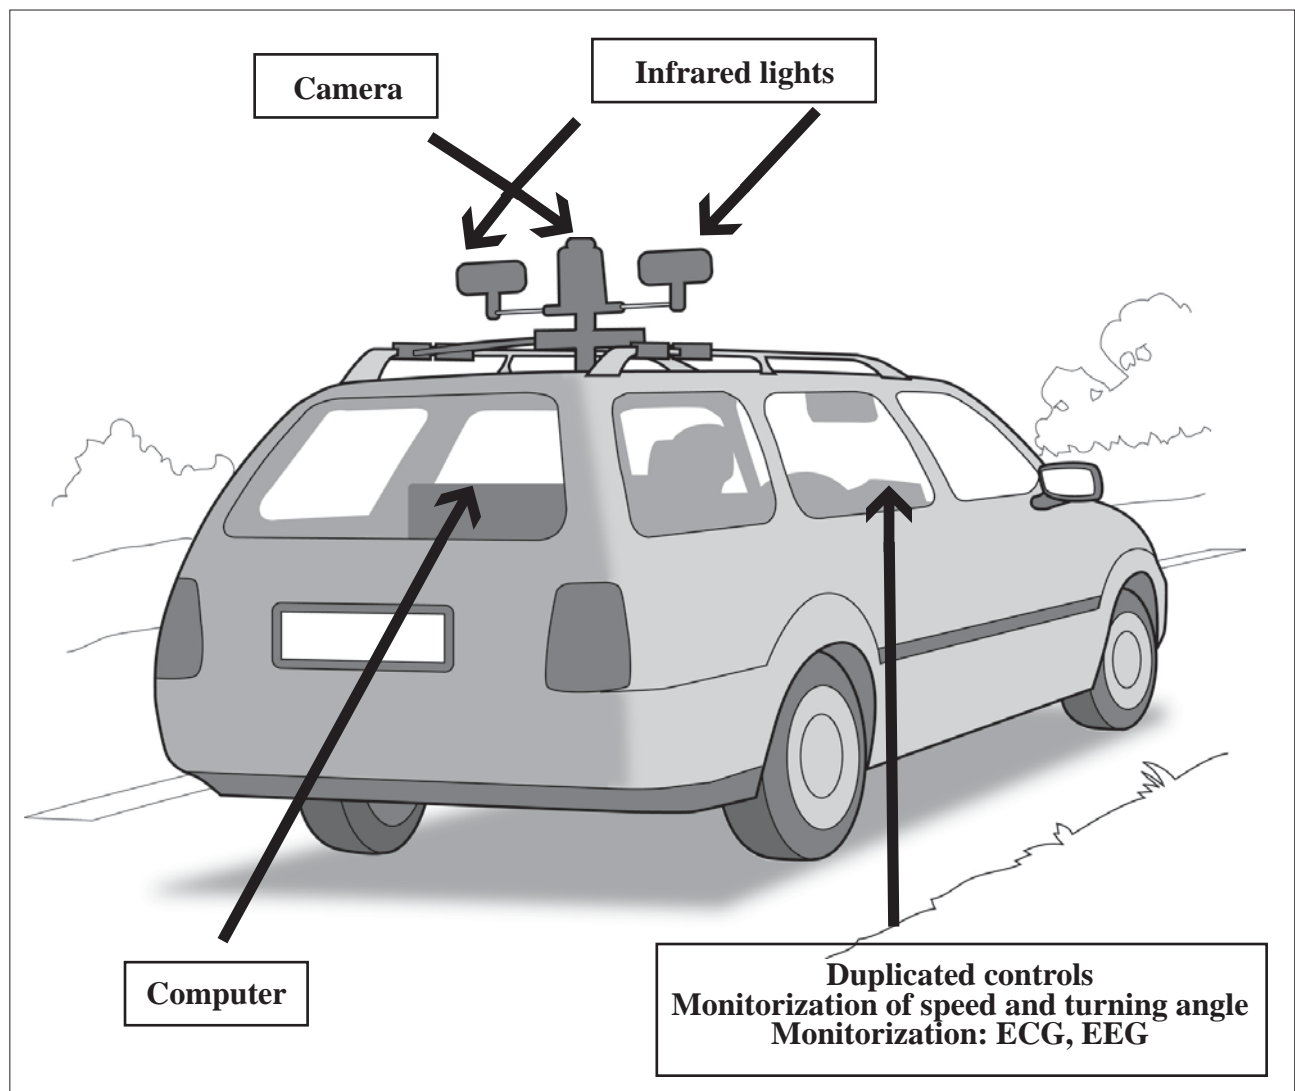 Camera
Infrared lights
Computer
Duplicated controls
Monitorization of speed and turning angle
Monitorization: ECG, EEG